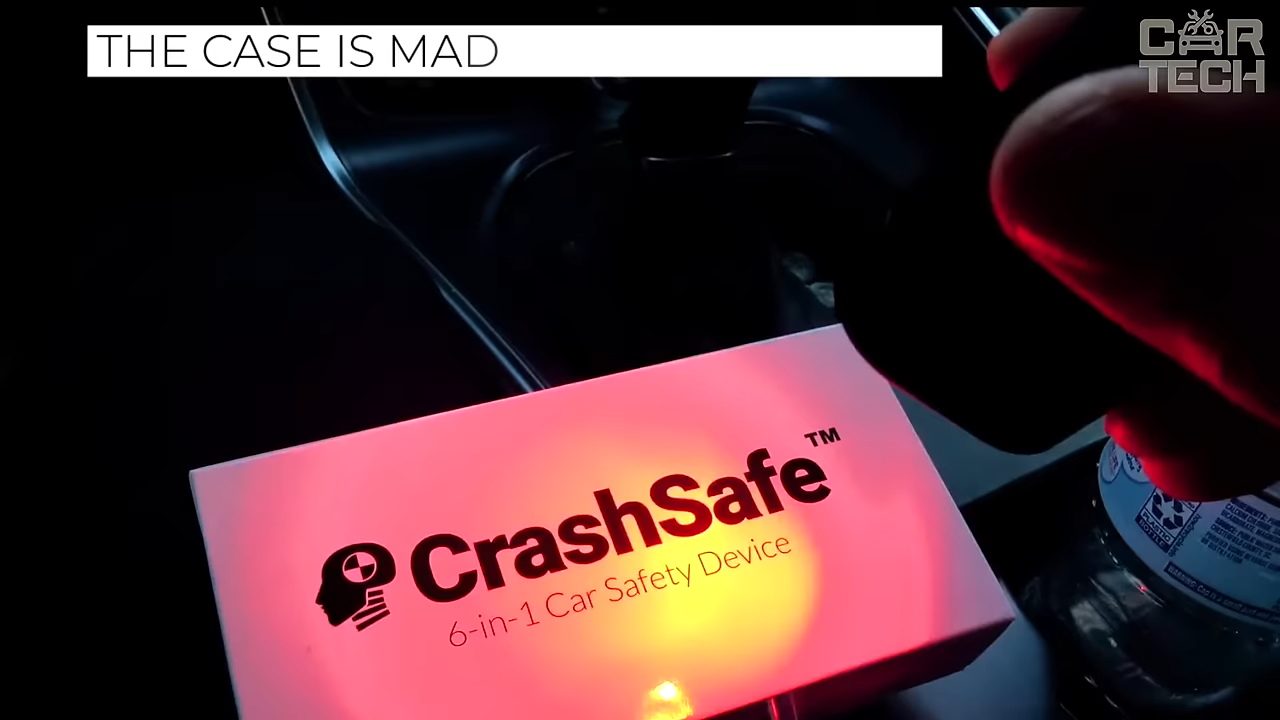 THE CASE IS MAD
CAR
TECH
CrashSafe™
6-in-1 Car Safety Device